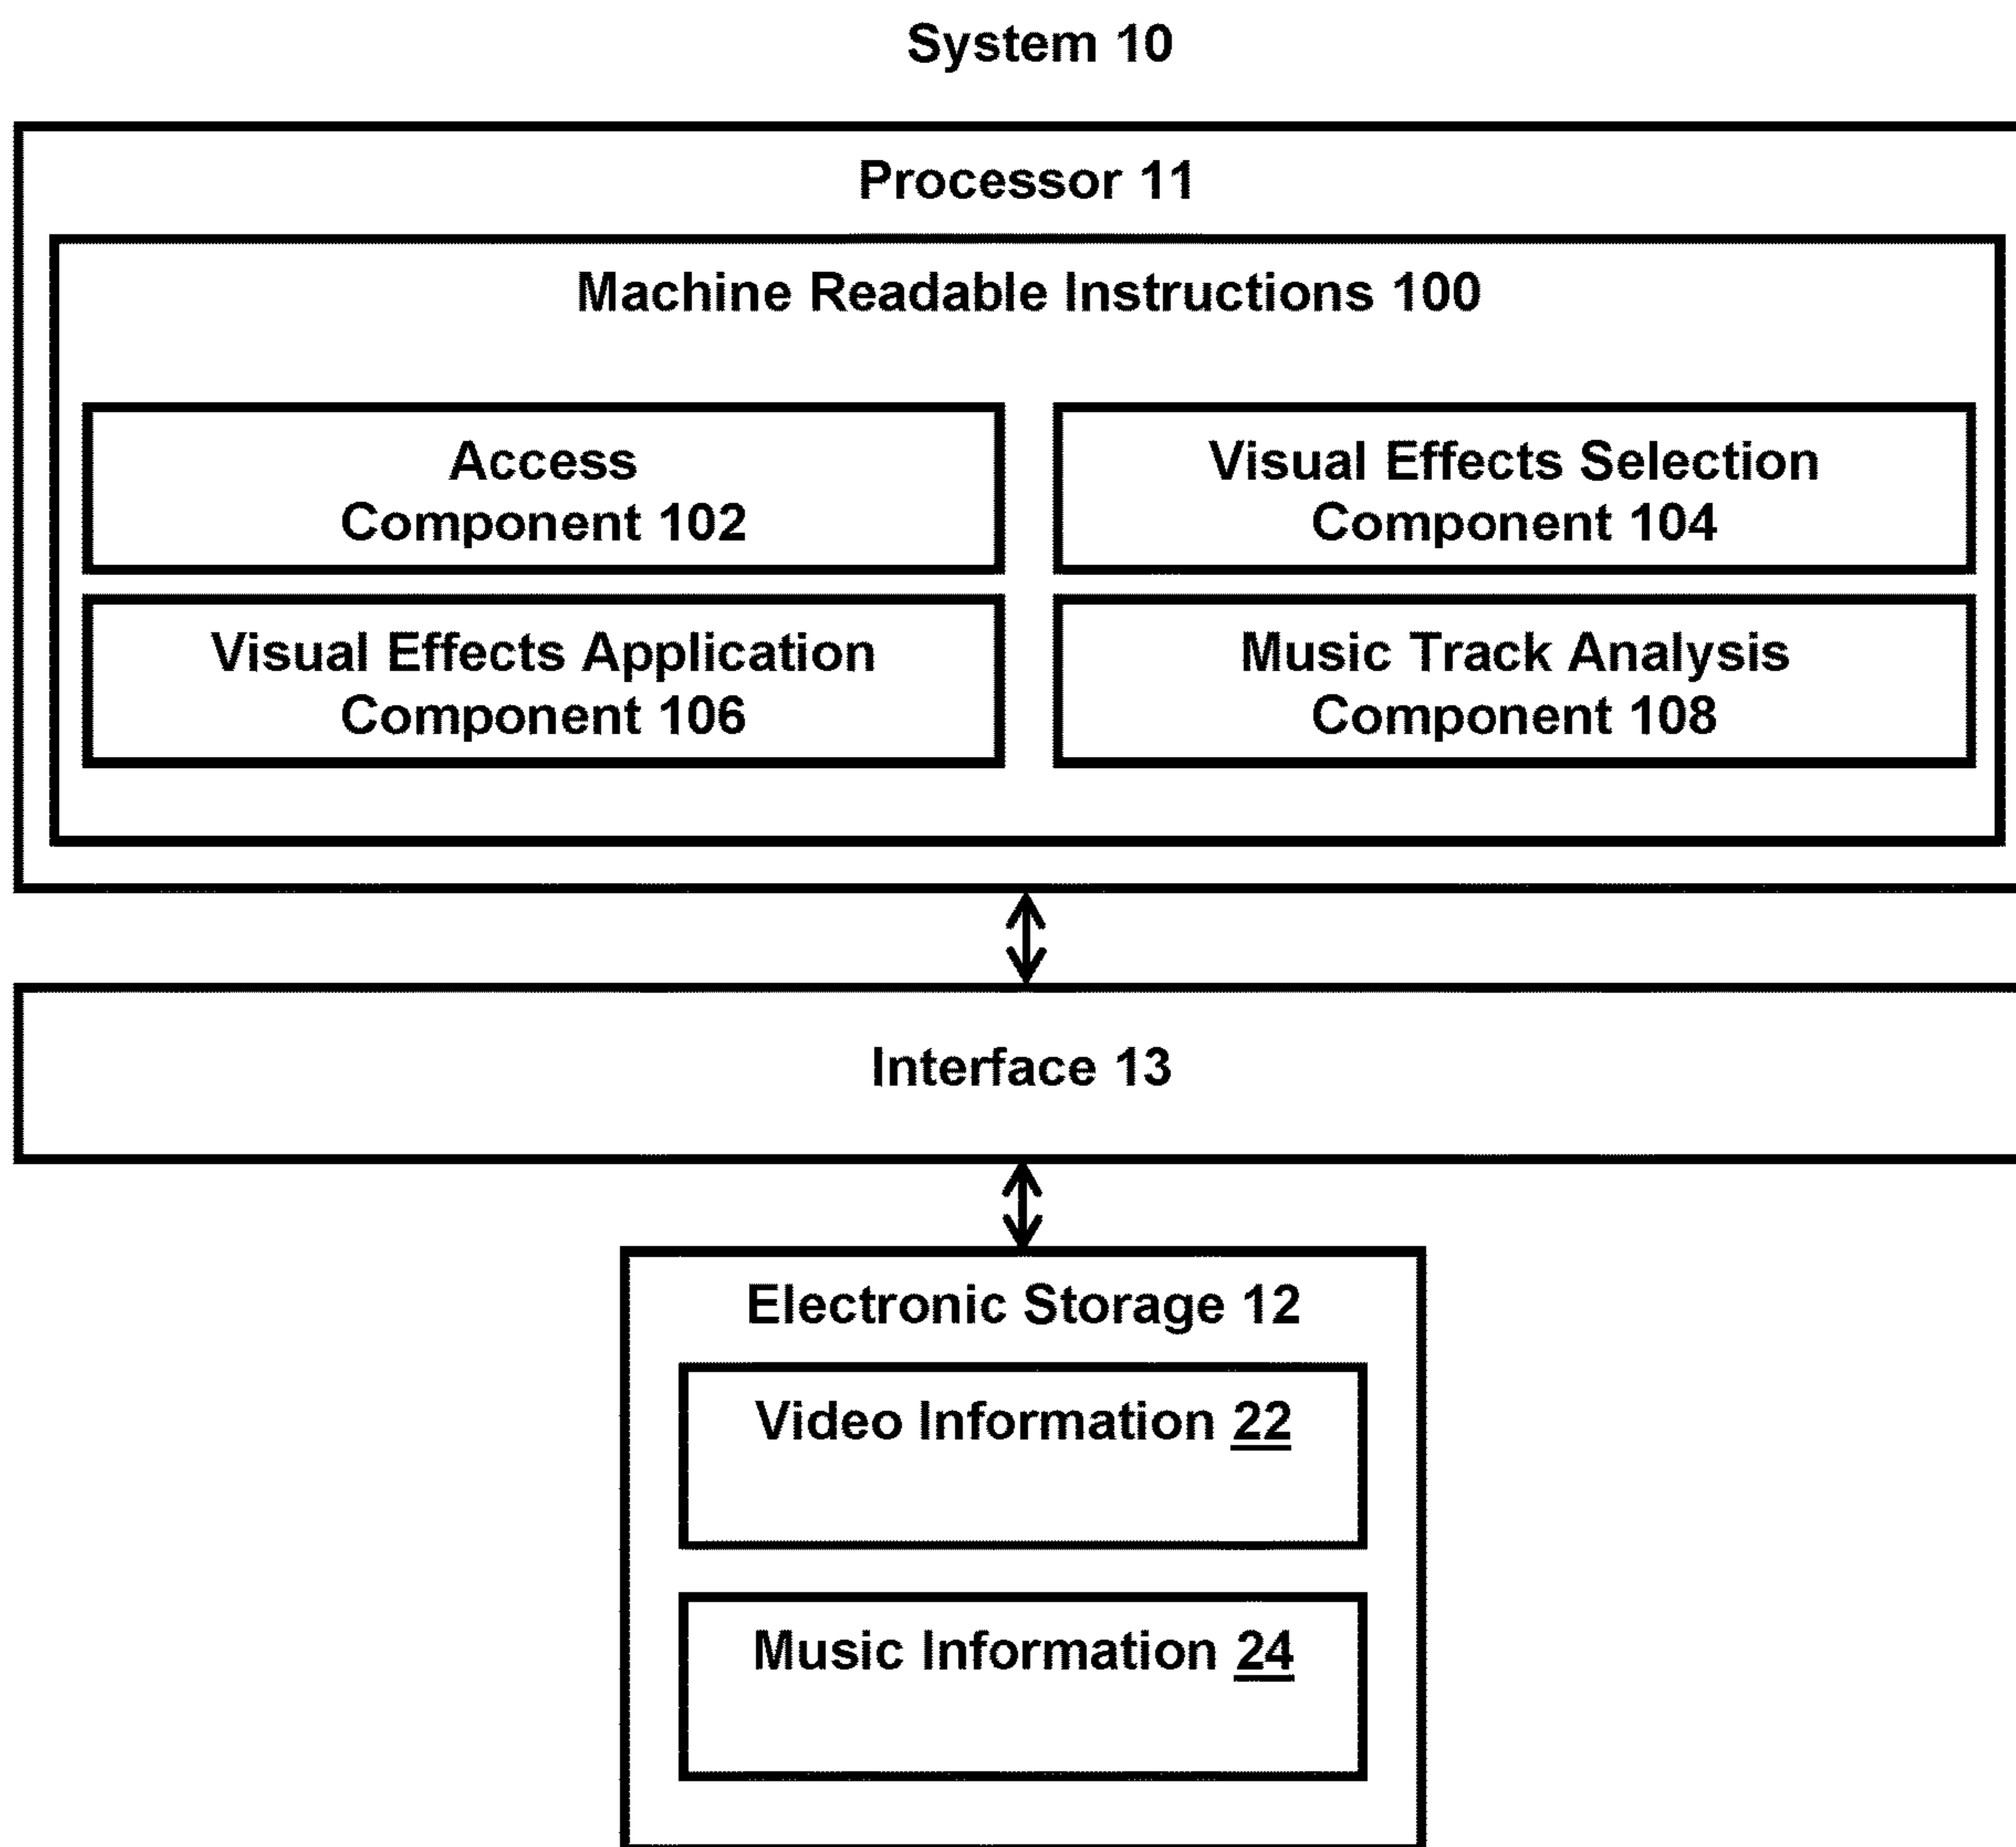 System 10
Processor 11
Machine Readable Instructions 100
Access
Component 102
Visual Effects Selection
Component 104
Visual Effects Application
Component 106
Music Track Analysis
Component 108
Interface 13
Electronic Storage 12
Video Information 22
Music Information 24